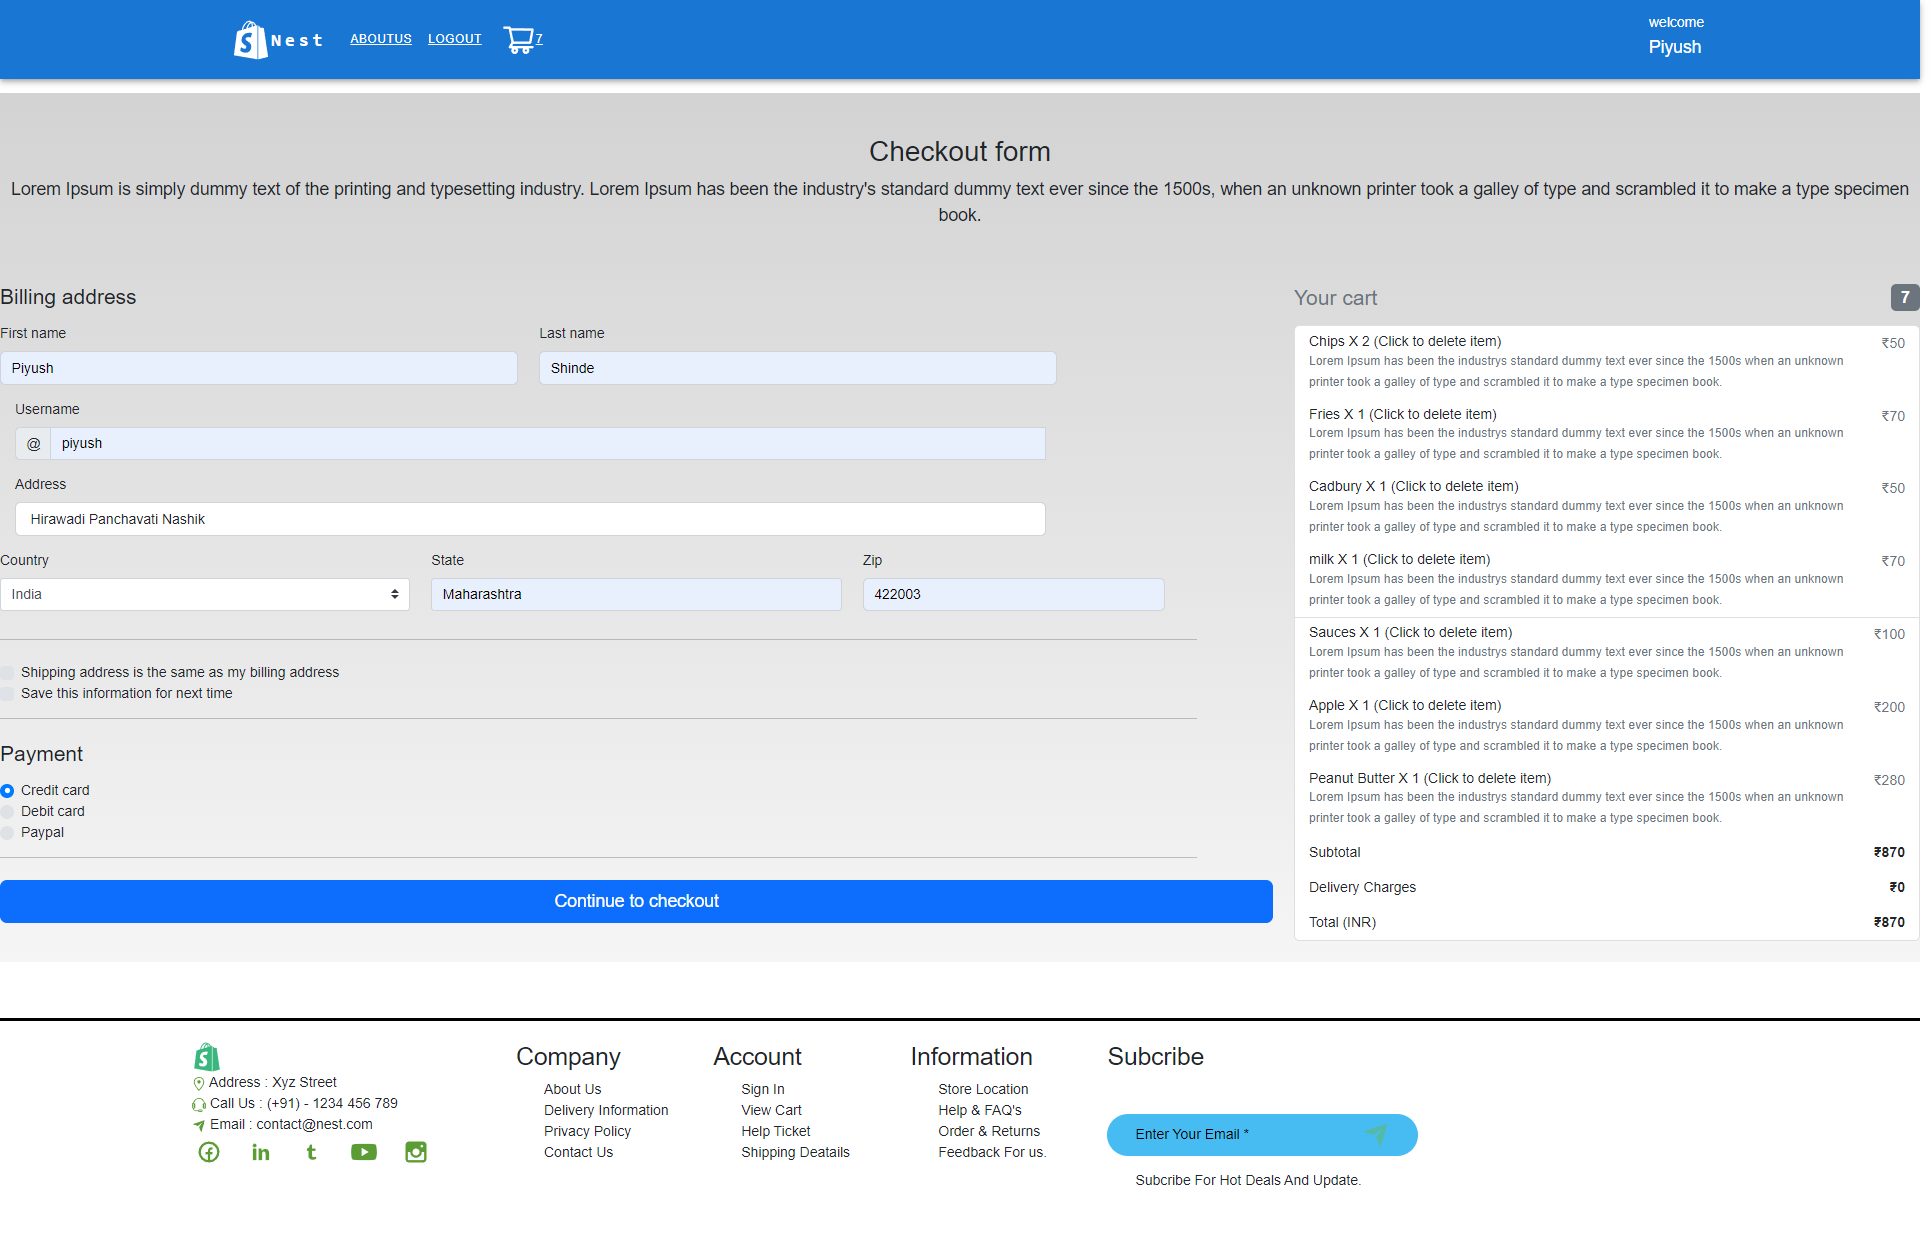 S Nest ABOUTUS LOGOUT 7
welcome
Piyush
Checkout form
Lorem Ipsum is simply dummy text of the printing and typesetting industry. Lorem Ipsum has been the industry's standard dummy text ever since the 1500s, when an unknown printer took a galley of type and scrambled it to make a type specimen
book.
Billing address
First name Last name
Piyush Shinde
Username
@ piyush
Address
Hirawadi Panchavati Nashik
Country State Zip
India Maharashtra 422003
Shipping address is the same as my billing address
Save this information for next time
Payment
Credit card
Debit card
Paypal
Continue to checkout
Your cart 7
Chips X 2 (Click to delete item) ₹50
Lorem Ipsum has been the industrys standard dummy text ever since the 1500s when an unknown
printer took a galley of type and scrambled it to make a type specimen book.
Fries X 1 (Click to delete item) ₹70
Lorem Ipsum has been the industrys standard dummy text ever since the 1500s when an unknown
printer took a galley of type and scrambled it to make a type specimen book.
Cadbury X 1 (Click to delete item) ₹50
Lorem Ipsum has been the industrys standard dummy text ever since the 1500s when an unknown
printer took a galley of type and scrambled it to make a type specimen book.
milk X 1 (Click to delete item) ₹70
Lorem Ipsum has been the industrys standard dummy text ever since the 1500s when an unknown
printer took a galley of type and scrambled it to make a type specimen book.
Sauces X 1 (Click to delete item) ₹100
Lorem Ipsum has been the industrys standard dummy text ever since the 1500s when an unknown
printer took a galley of type and scrambled it to make a type specimen book.
Apple X 1 (Click to delete item) ₹200
Lorem Ipsum has been the industrys standard dummy text ever since the 1500s when an unknown
printer took a galley of type and scrambled it to make a type specimen book.
Peanut Butter X 1 (Click to delete item) ₹280
Lorem Ipsum has been the industrys standard dummy text ever since the 1500s when an unknown
printer took a galley of type and scrambled it to make a type specimen book.
Subtotal ₹870
Delivery Charges ₹0
Total (INR) ₹870
S
Address : Xyz Street
Call Us : (+91) - 1234 456 789
Email : contact@nest.com
Company
About Us
Delivery Information
Privacy Policy
Contact Us
Account
Sign In
View Cart
Help Ticket
Shipping Deatails
Information
Store Location
Help & FAQ's
Order & Returns
Feedback For us.
Subcribe
Enter Your Email *
Subcribe For Hot Deals And Update.